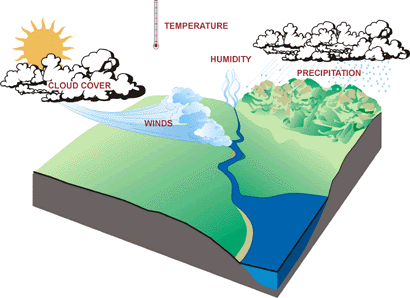 TEMPERATURE
HUMIDITY
PRECIPITATION
CLOUD COVER
WINDS